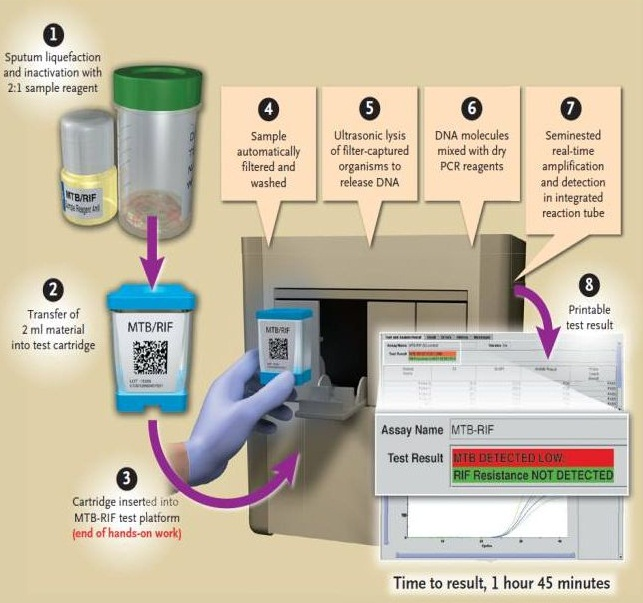 1
Sputum liquefaction
and inactivation with
2:1 sample reagent
MTB/RIF
Sample Reagent
2
Transfer of
2 ml material
into test cartridge
MTB/RIF
3
Cartridge inserted into
MTB-RIF test platform
(end of hands-on work)
4
Sample
automatically
filtered and
washed
5
Ultrasonic lysis
of filter-captured
organisms to
release DNA
6
DNA molecules
mixed with dry
PCR reagents
7
Seminested
real-time
amplification
and detection
in integrated
reaction tube
MTB/RIF
8
Printable
test result
Assay Name MTB-RIF
Test Result MTB DETECTED LOW:
RIF Resistance NOT DETECTED
Time to result, 1 hour 45 minutes